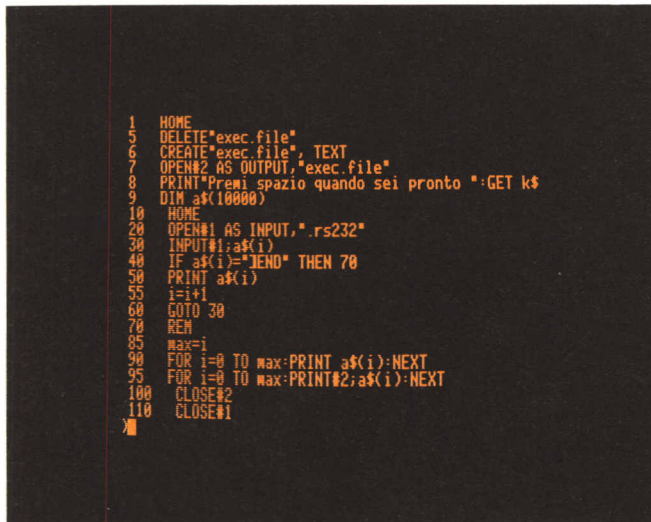 1 HOME
5 DELETE"exec.file"
6 CREATE"exec.file", TEXT
7 OPEN#2 AS OUTPUT,"exec.file"
8 PRINT"Premi spazio quando sei pronto ":GET k$
9 DIM a$(10000)
10 HOME
20 OPEN#1 AS INPUT,".rs232"
30 INPUT#1;a$(i)
40 IF a$(i)="]END" THEN 70
50 PRINT a$(i)
55 i=i+1
60 GOTO 30
70 REM
85 max=i
90 FOR i=0 TO max:PRINT a$(i):NEXT
95 FOR i=0 TO max:PRINT#2;a$(i):NEXT
100 CLOSE#2
110 CLOSE#1
)